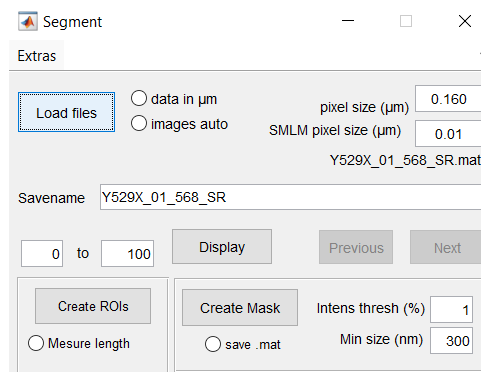 Segment
Extras
Load files
data in µm
images auto
pixel size (µm) 0.160
SMLM pixel size (µm) 0.01
Y529X_01_568_SR.mat
Savename Y529X_01_568_SR
0 to 100 Display Previous Next
Create ROIs
Mesure length
Create Mask
save .mat
Intens thresh (%) 1
Min size (nm) 300